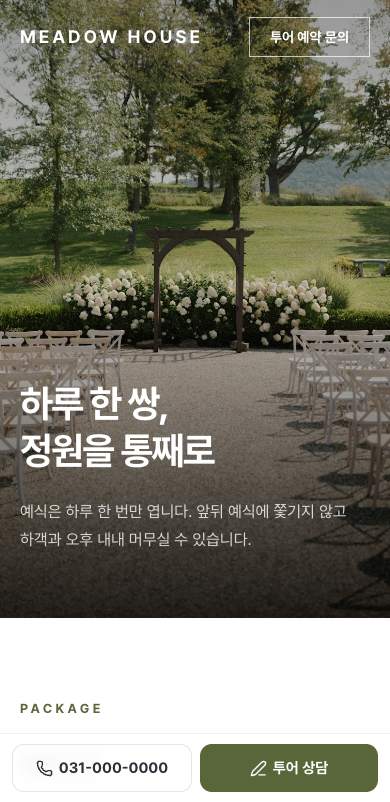 MEADOW HOUSE
투어 예약 문의
하루 한 쌍,
정원을 통째로
예식은 하루 한 번만 엽니다. 앞뒤 예식에 쫓기지 않고
하객과 오후 내내 머무실 수 있습니다.
PACKAGE
031-000-0000
투어 상담